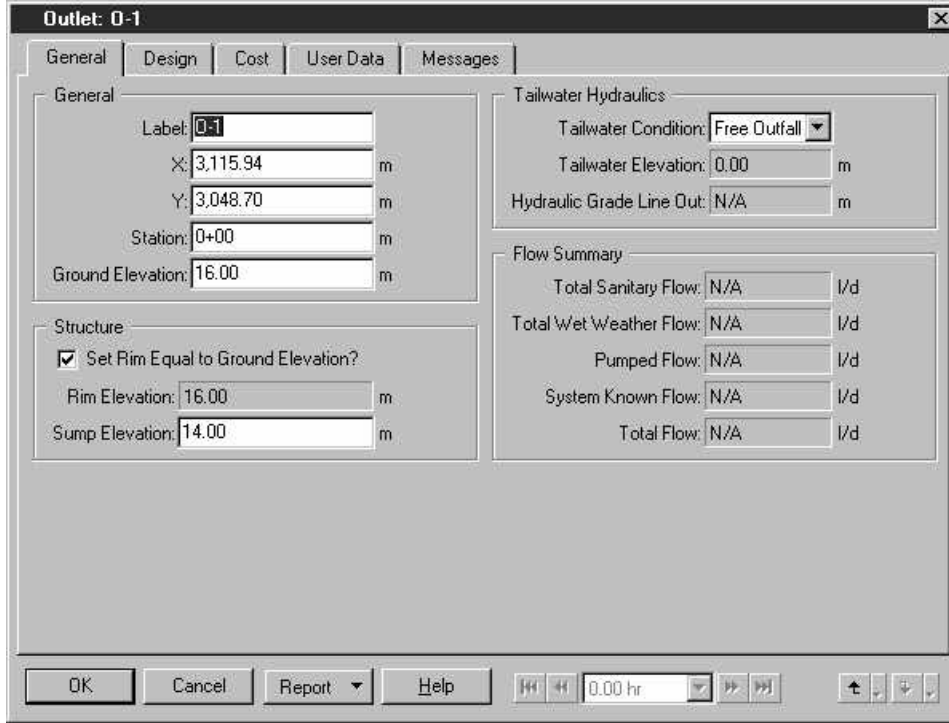 Outlet: O-1
General Design Cost User Data Messages
General
Label: O-1
X: 3,115.94 m
Y: 3,048.70 m
Station: 0+00 m
Ground Elevation: 16.00 m
Structure
Set Rim Equal to Ground Elevation?
Rim Elevation: 16.00 m
Sump Elevation: 14.00 m
Tailwater Hydraulics
Tailwater Condition: Free Outfall
Tailwater Elevation: 0.00 m
Hydraulic Grade Line Out: N/A m
Flow Summary
Total Sanitary Flow: N/A l/d
Total Wet Weather Flow: N/A l/d
Pumped Flow: N/A l/d
System Known Flow: N/A l/d
Total Flow: N/A l/d
OK Cancel Report Help 0.00 hr